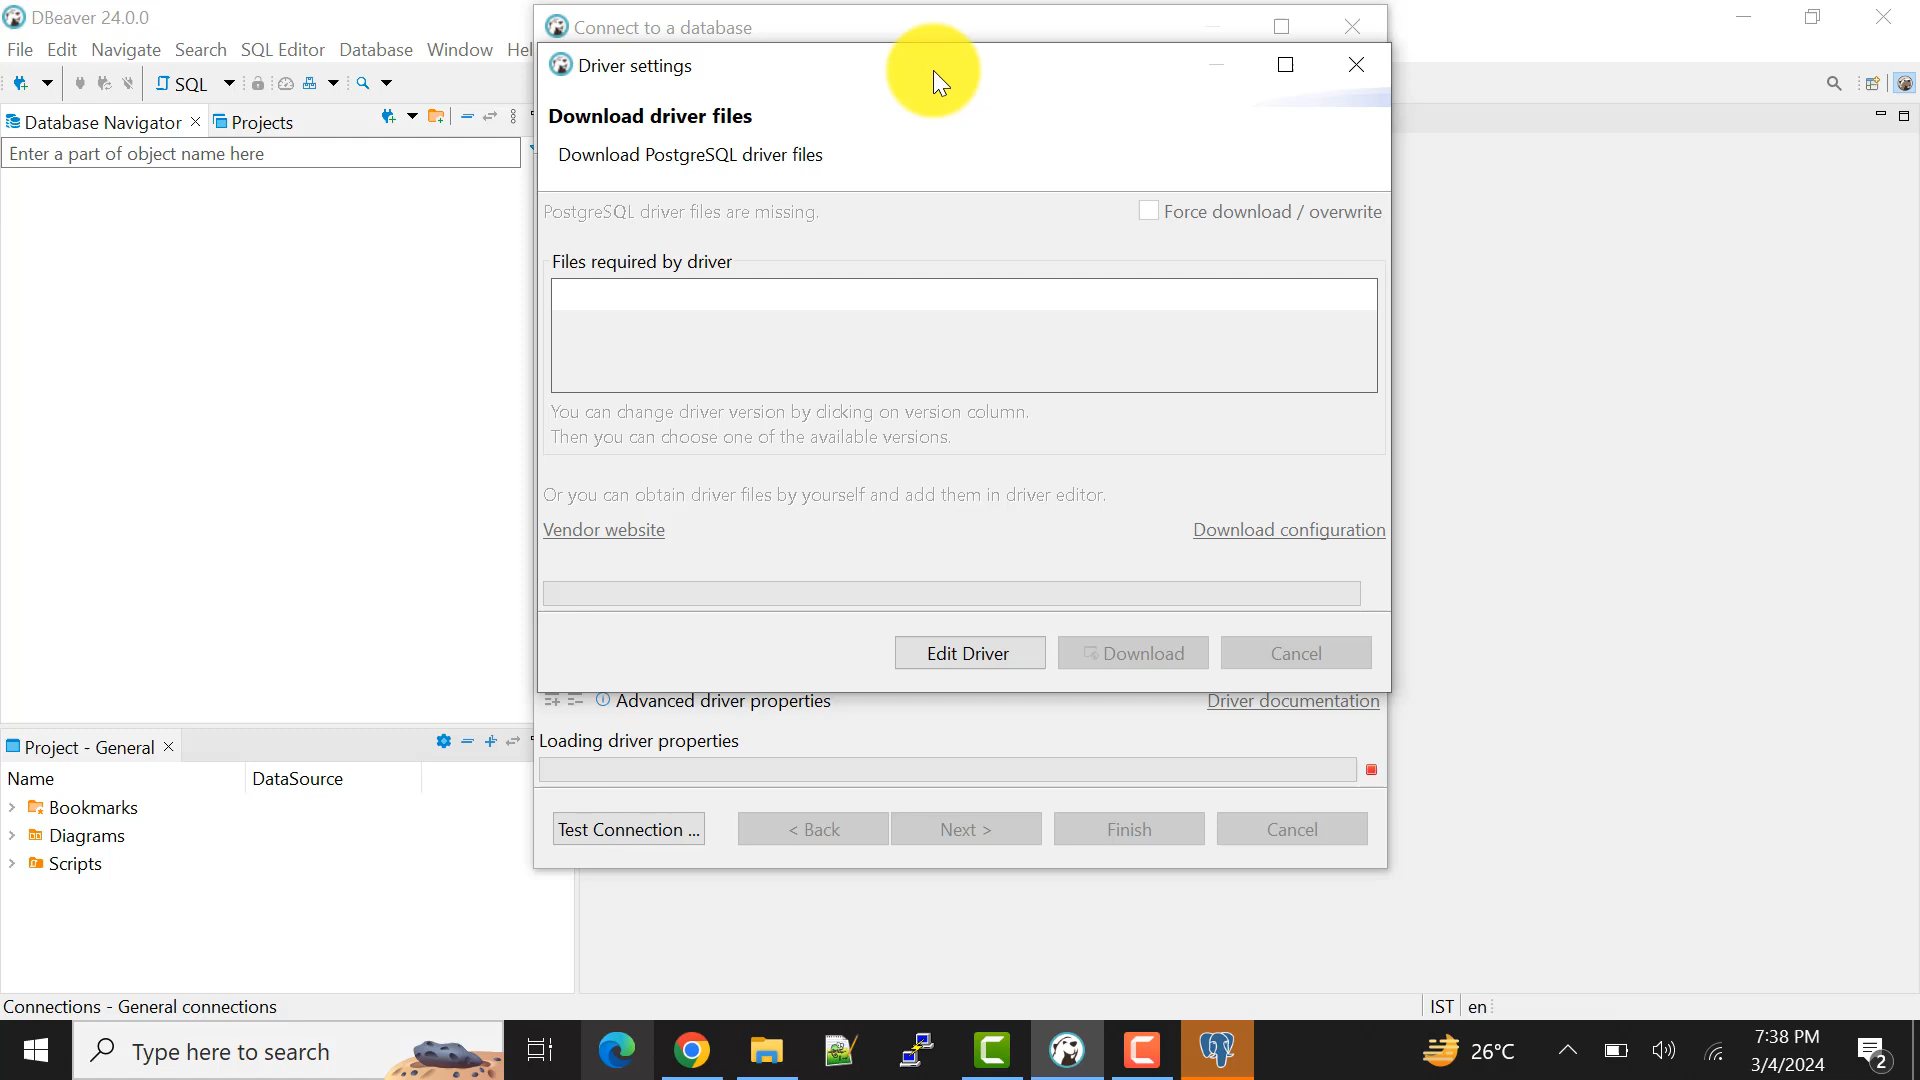 DBeaver 24.0.0
File Edit Navigate Search SQL Editor Database Window Hel
SQL
Database Navigator
Projects
Enter a part of object name here
Connect to a database
Driver settings
Download driver files
Download PostgreSQL driver files
PostgreSQL driver files are missing.
Force download / overwrite
Files required by driver
You can change driver version by clicking on version column.
Then you can choose one of the available versions.
Or you can obtain driver files by yourself and add them in driver editor.
Vendor website
Download configuration
Edit Driver
Download
Cancel
Advanced driver properties
Driver documentation
Loading driver properties
Test Connection ...
< Back
Next >
Finish
Cancel
Project - General
Name
DataSource
Bookmarks
Diagrams
Scripts
Connections - General connections
IST
en
Type here to search
26°C
7:38 PM
3/4/2024
2